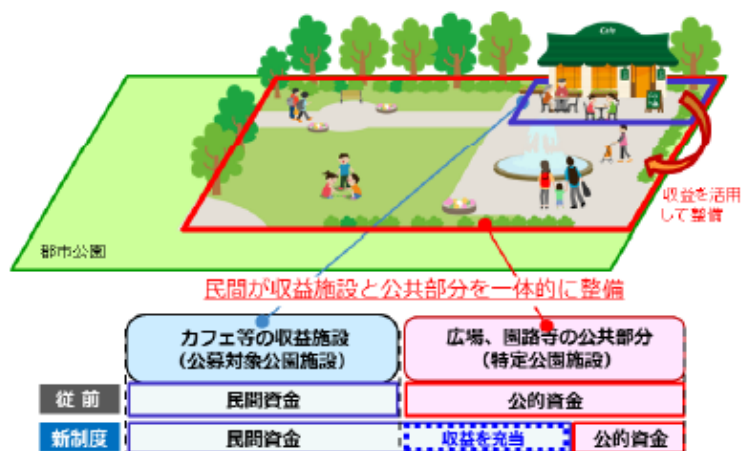 Cafe
収益を活用
して整備
都市公園
民間が収益施設と公共部分を一体的に整備
カフェ等の収益施設
(公募対象公園施設)
広場、園路等の公共部分
(特定公園施設)
従前
民間資金
公的資金
新制度
民間資金
収益を充当
公的資金